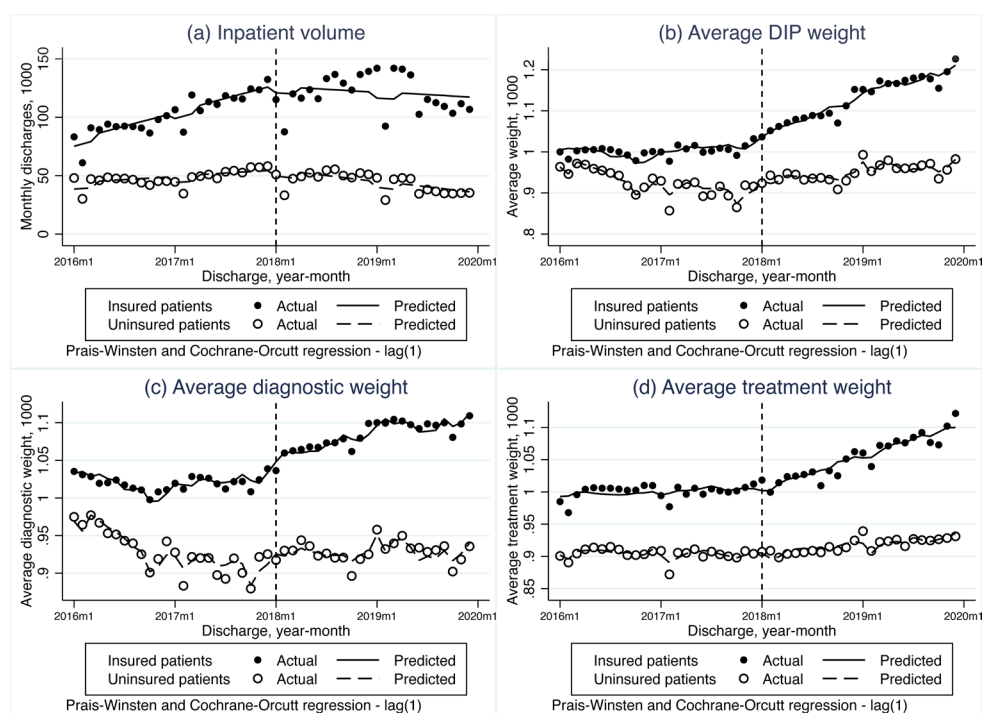 (a) Inpatient volume
Monthly discharges, 1000
150
100
50
0
2016m1 2017m1 2018m1 2019m1 2020m1
Discharge, year-month
Insured patients Actual Predicted
Uninsured patients Actual Predicted
Prais-Winsten and Cochrane-Orcutt regression - lag(1)
(b) Average DIP weight
Average weight, 1000
1.2
1.1
1
.9
.8
2016m1 2017m1 2018m1 2019m1 2020m1
Discharge, year-month
Insured patients Actual Predicted
Uninsured patients Actual Predicted
Prais-Winsten and Cochrane-Orcutt regression - lag(1)
(c) Average diagnostic weight
Average diagnostic weight, 1000
1.1
1.05
1
.95
.9
2016m1 2017m1 2018m1 2019m1 2020m1
Discharge, year-month
Insured patients Actual Predicted
Uninsured patients Actual Predicted
Prais-Winsten and Cochrane-Orcutt regression - lag(1)
(d) Average treatment weight
Average treatment weight, 1000
1.1
1.05
1
.95
.9
.85
2016m1 2017m1 2018m1 2019m1 2020m1
Discharge, year-month
Insured patients Actual Predicted
Uninsured patients Actual Predicted
Prais-Winsten and Cochrane-Orcutt regression - lag(1)